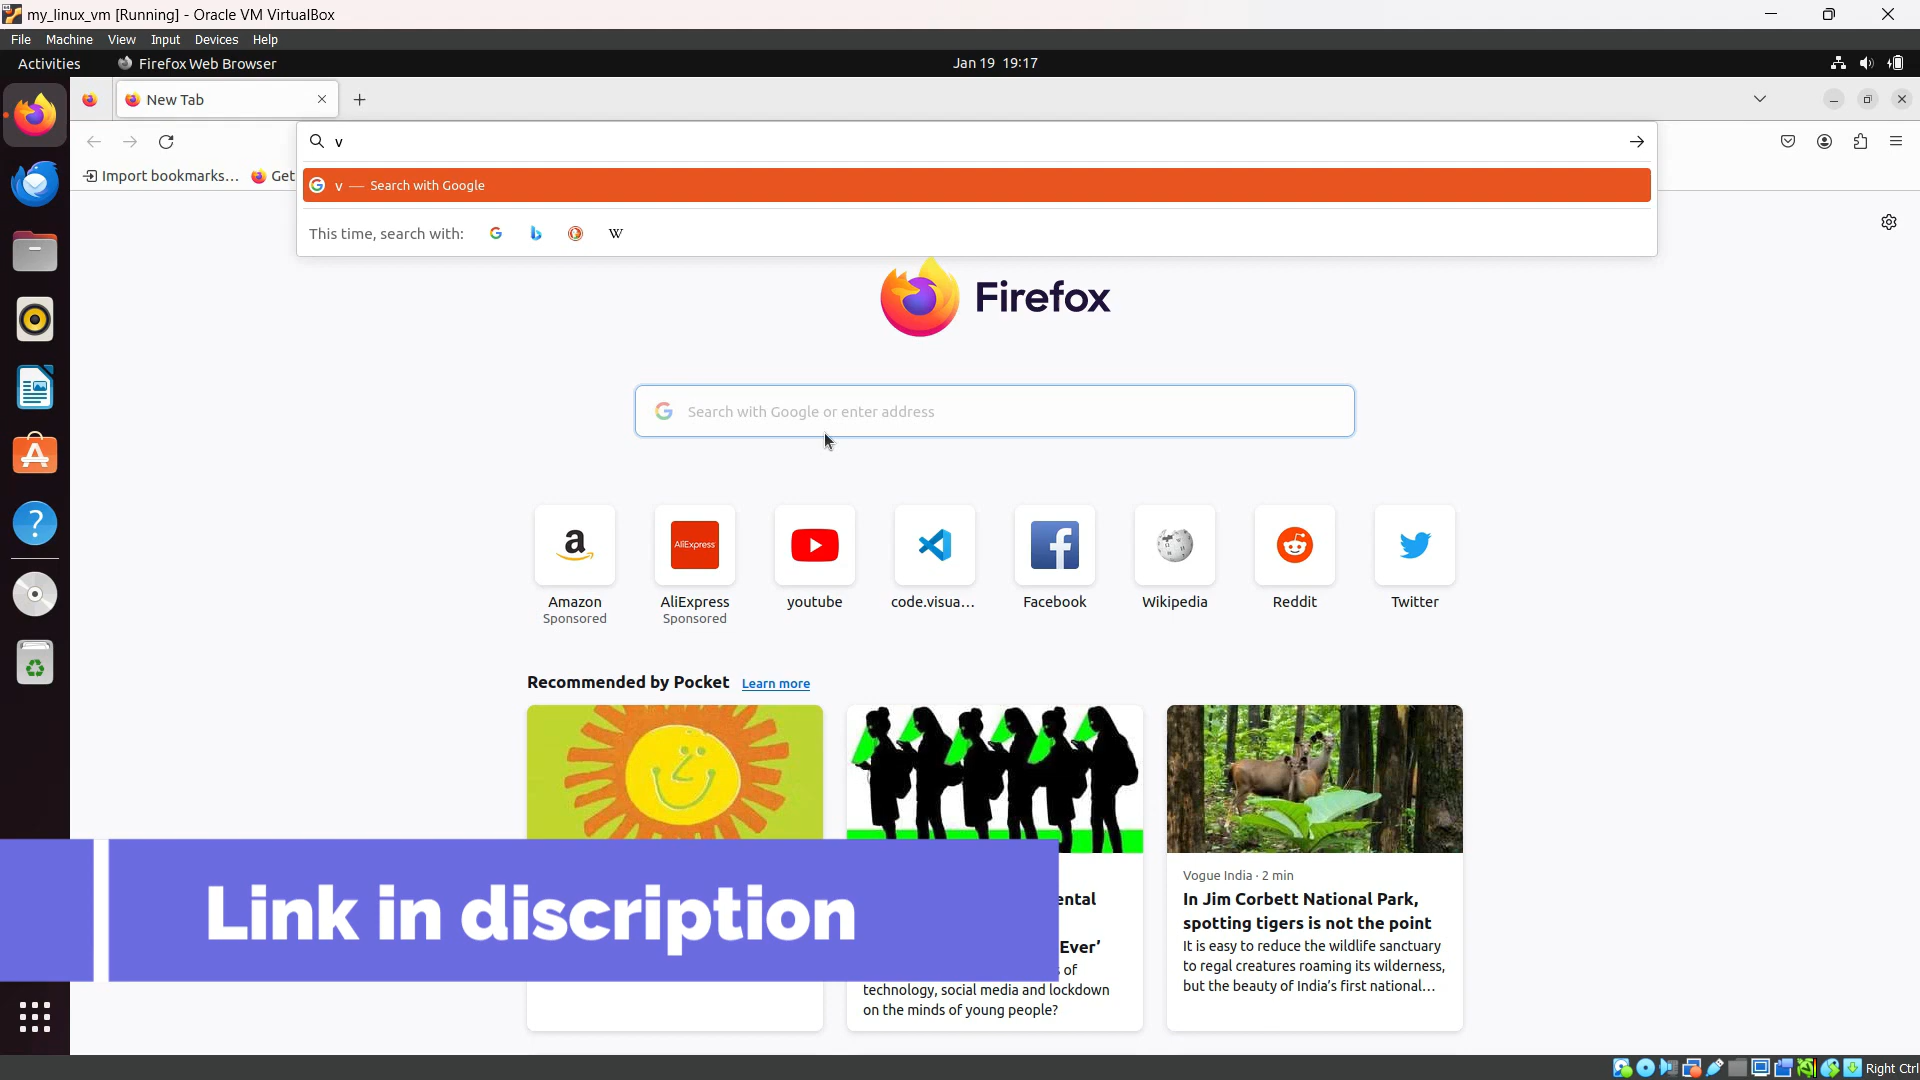 my_linux_vm [Running] - Oracle VM VirtualBox
File Machine View Input Devices Help
Activities Firefox Web Browser Jan 19 19:17
New Tab
v
Import bookmarks... Get
v — Search with Google
This time, search with:
Firefox
Search with Google or enter address
a AliExpress
Amazon AliExpress youtube code.visua... Facebook Wikipedia Reddit Twitter
Sponsored Sponsored
Recommended by Pocket Learn more
Vogue India · 2 min
ental In Jim Corbett National Park,
spotting tigers is not the point
Ever’ It is easy to reduce the wildlife sanctuary
of to regal creatures roaming its wilderness,
technology, social media and lockdown but the beauty of India’s first national...
on the minds of young people?
Link in discription
Right Ctrl